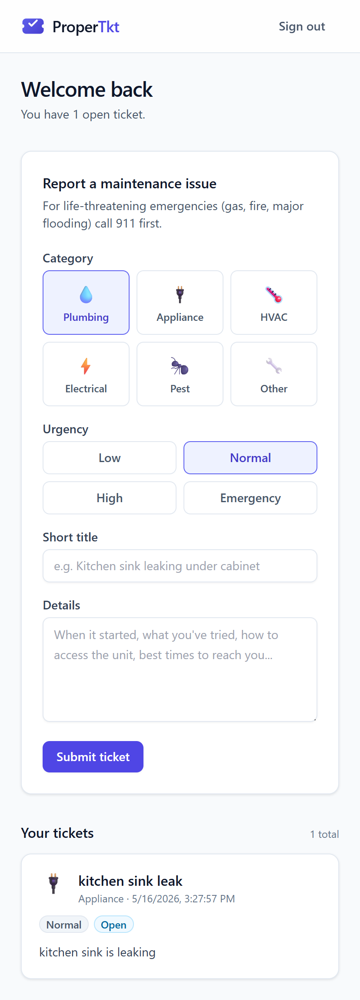 ProperTkt
Sign out
Welcome back
You have 1 open ticket.
Report a maintenance issue
For life-threatening emergencies (gas, fire, major
flooding) call 911 first.
Category
Plumbing
Appliance
HVAC
Electrical
Pest
Other
Urgency
Low
Normal
High
Emergency
Short title
e.g. Kitchen sink leaking under cabinet
Details
When it started, what you've tried, how to
access the unit, best times to reach you...
Submit ticket
Your tickets
1 total
kitchen sink leak
Appliance · 5/16/2026, 3:27:57 PM
Normal
Open
kitchen sink is leaking